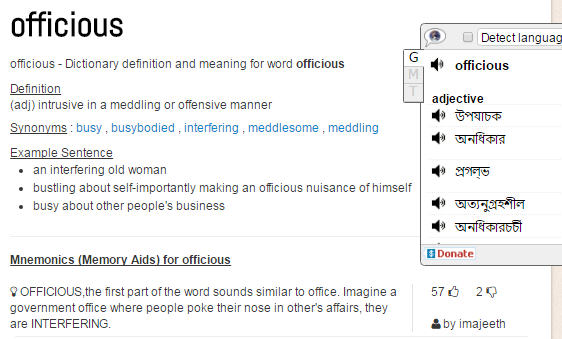 officious
officious - Dictionary definition and meaning for word officious
Definition
(adj) intrusive in a meddling or offensive manner
Synonyms : busy , busybodied , interfering , meddlesome , meddling
Example Sentence
an interfering old woman
bustling about self-importantly making an officious nuisance of himself
busy about other people's business
Mnemonics (Memory Aids) for officious
OFFICIOUS,the first part of the word sounds similar to office. Imagine a
government office where people poke their nose in other's affairs, they
are INTERFERING.
57 2
by imajeeth
Detect languag
G
M
T
officious
adjective
উপযাচক
অনধিকার
প্রগল্ভ
অত্যনুগ্রহশীল
অনধিকারচর্চী
Donate